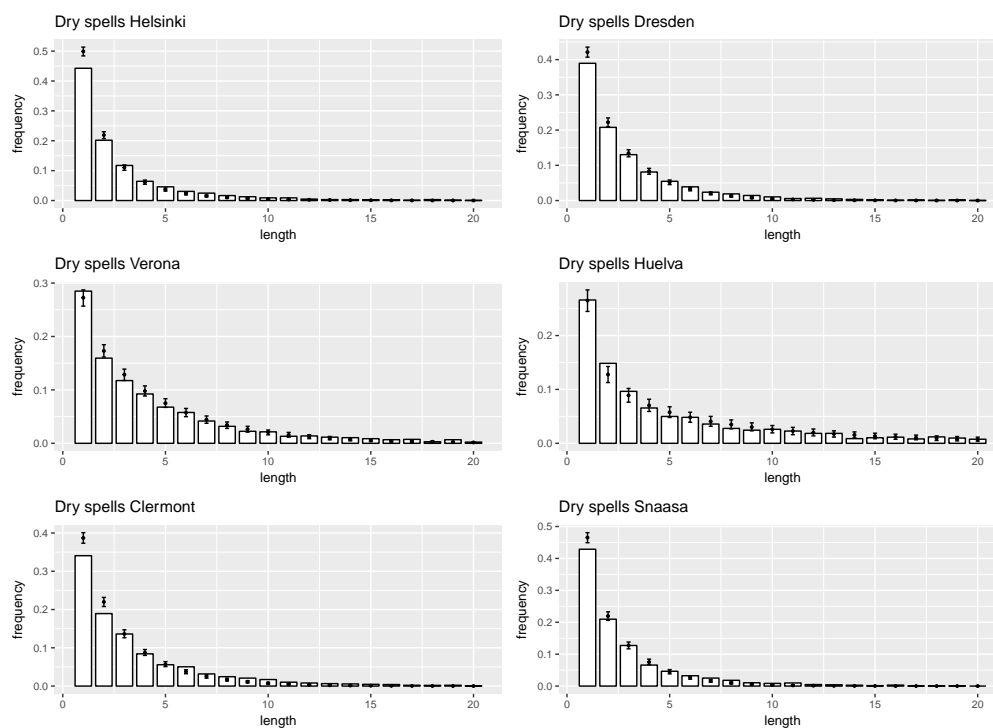 Dry spells Helsinki
0.5
0.4
0.3
0.2
0.1
0.0
frequency
0 5 10 15 20
length
Dry spells Dresden
0.4
0.3
0.2
0.1
0.0
frequency
0 5 10 15 20
length
Dry spells Verona
0.3
0.2
0.1
0.0
frequency
0 5 10 15 20
length
Dry spells Huelva
0.2
0.1
0.0
frequency
0 5 10 15 20
length
Dry spells Clermont
0.4
0.3
0.2
0.1
0.0
frequency
0 5 10 15 20
length
Dry spells Snaasa
0.5
0.4
0.3
0.2
0.1
0.0
frequency
0 5 10 15 20
length